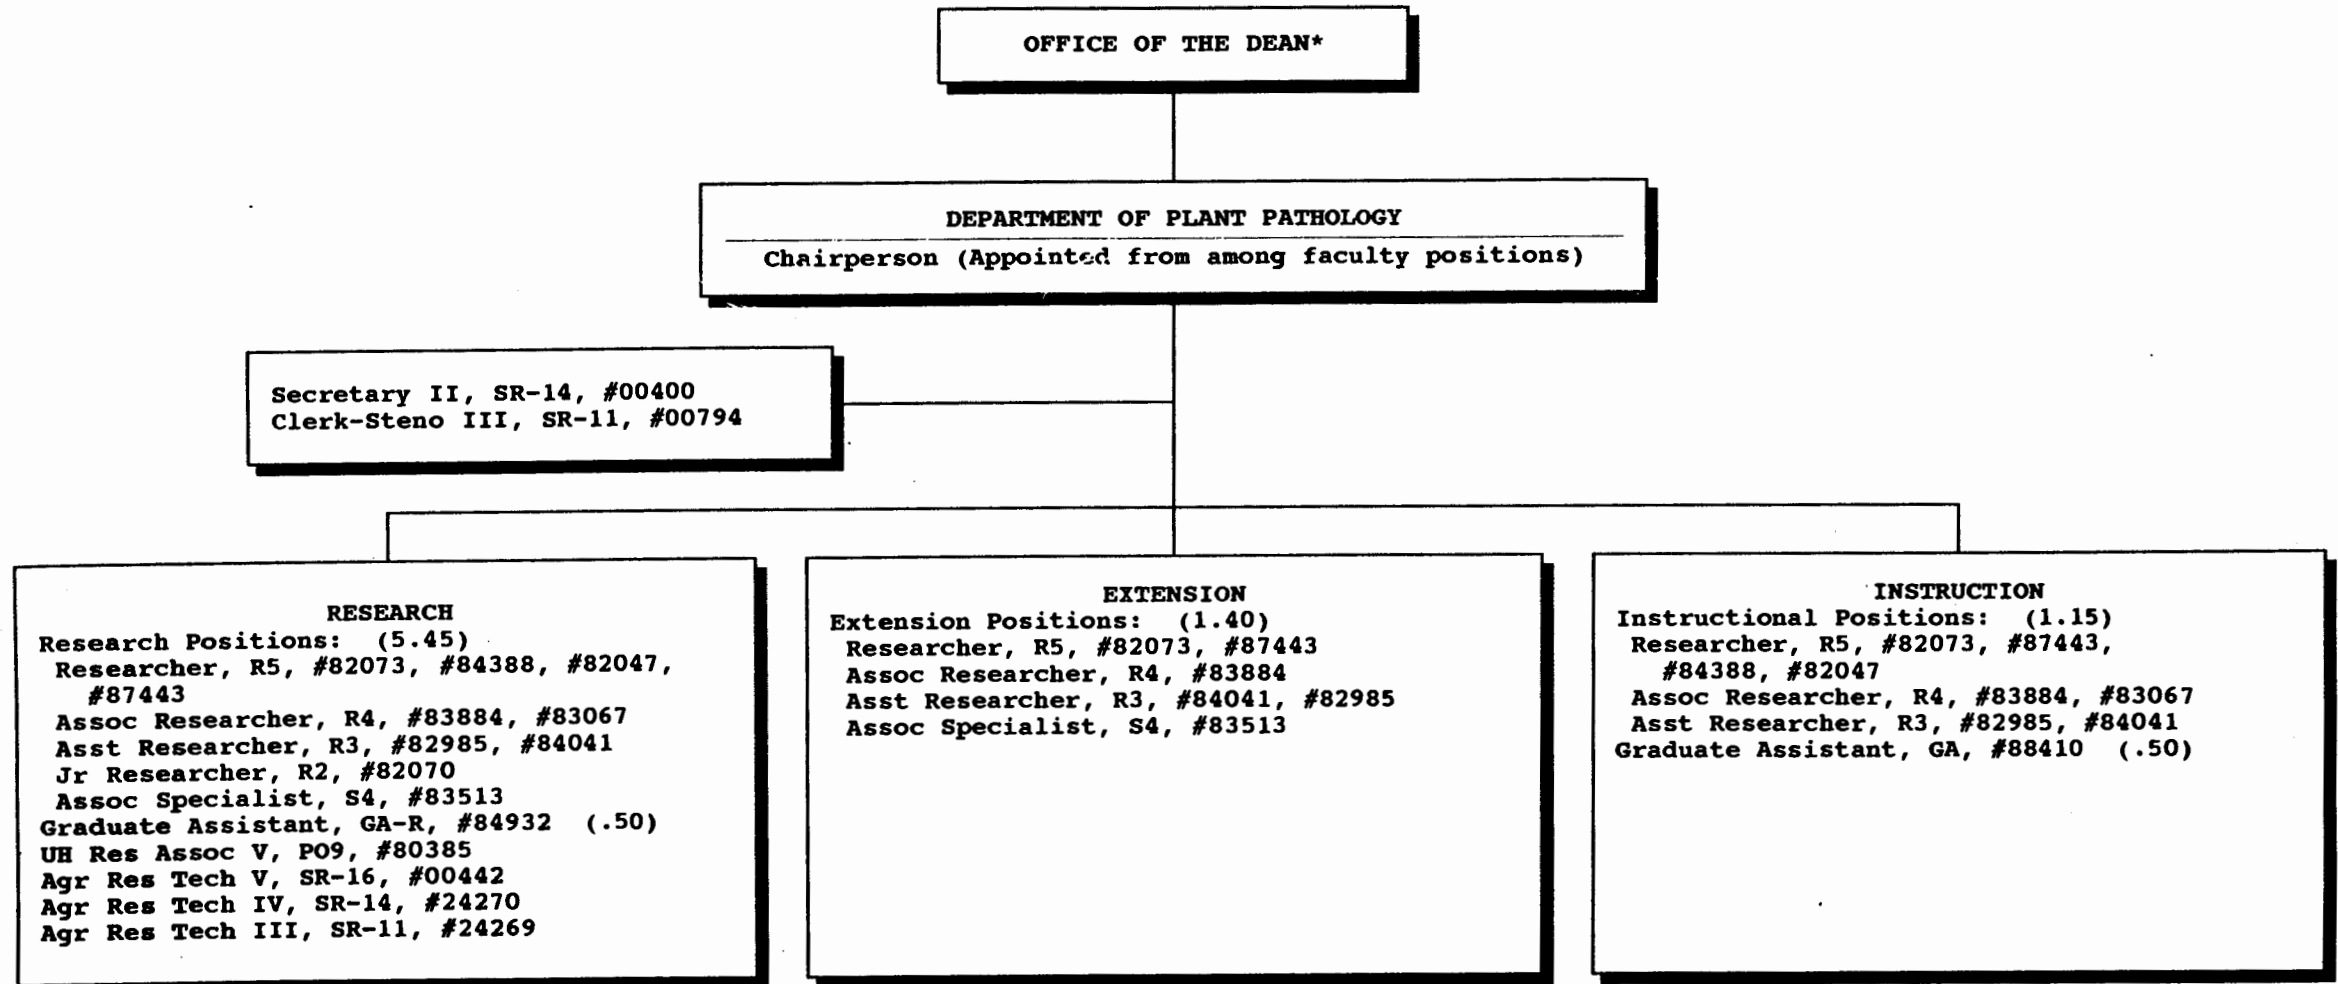 OFFICE OF THE DEAN*
DEPARTMENT OF PLANT PATHOLOGY
Chairperson (Appointed from among faculty positions)
Secretary II, SR-14, #00400
Clerk-Steno III, SR-11, #00794
RESEARCH
Research Positions: (5.45)
Researcher, R5, #82073, #84388, #82047,
#87443
Assoc Researcher, R4, #83884, #83067
Asst Researcher, R3, #82985, #84041
Jr Researcher, R2, #82070
Assoc Specialist, S4, #83513
Graduate Assistant, GA-R, #84932 (.50)
UH Res Assoc V, PO9, #80385
Agr Res Tech V, SR-16, #00442
Agr Res Tech IV, SR-14, #24270
Agr Res Tech III, SR-11, #24269
EXTENSION
Extension Positions: (1.40)
Researcher, R5, #82073, #87443
Assoc Researcher, R4, #83884
Asst Researcher, R3, #84041, #82985
Assoc Specialist, S4, #83513
INSTRUCTION
Instructional Positions: (1.15)
Researcher, R5, #82073, #87443,
#84388, #82047
Assoc Researcher, R4, #83884, #83067
Asst Researcher, R3, #82985, #84041
Graduate Assistant, GA, #88410 (.50)